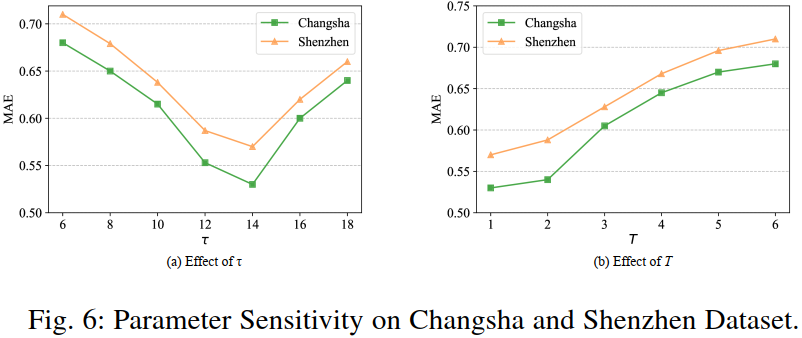 0.70
0.65
0.60
0.55
0.50
MAE
Changsha
Shenzhen
6 8 10 12 14 16 18
τ
(a) Effect of τ
0.75
0.70
0.65
0.60
0.55
0.50
MAE
Changsha
Shenzhen
1 2 3 4 5 6
T
(b) Effect of T
Fig. 6: Parameter Sensitivity on Changsha and Shenzhen Dataset.